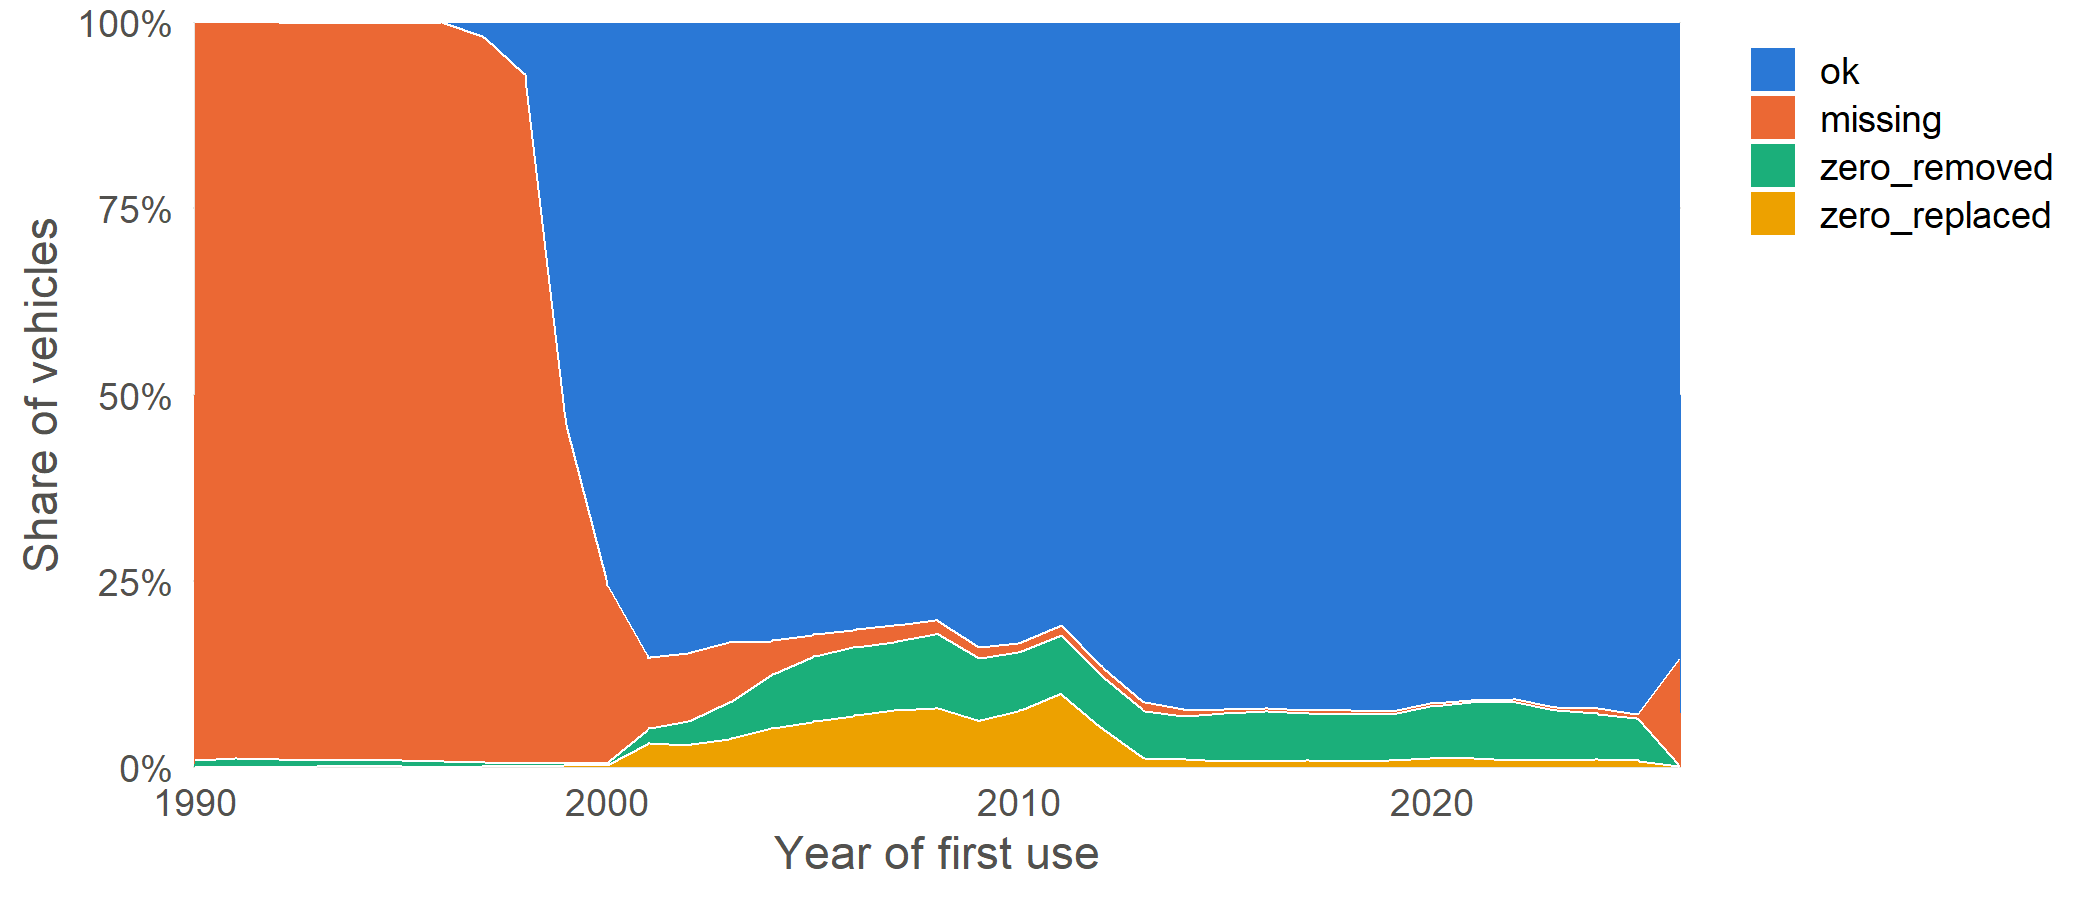 100%
75%
50%
25%
0%
Share of vehicles
1990
2000
2010
2020
Year of first use
ok
missing
zero_removed
zero_replaced